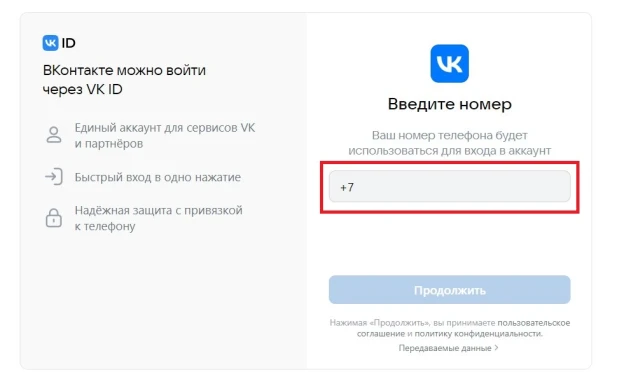 VK ID
ВКонтакте можно войти
через VK ID
Единый аккаунт для сервисов VK
и партнёров
Быстрый вход в одно нажатие
Надёжная защита с привязкой
к телефону
Введите номер
Ваш номер телефона будет
использоваться для входа в аккаунт
+7
Продолжить
Нажимая «Продолжить», вы принимаете пользовательское
соглашение и политику конфиденциальности.
Передаваемые данные >